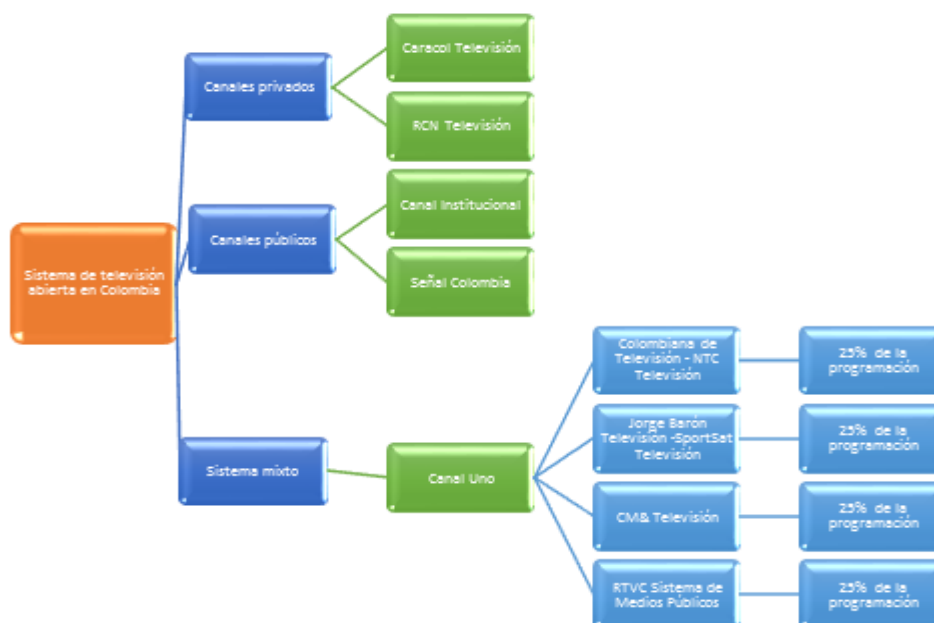 Sistema de televisión
abierta en Colombia
Canales privados
Caracol Televisión
RCN Televisión
Canales públicos
Canal Institucional
Señal Colombia
Sistema mixto
Canal Uno
Colombiana de
Televisión - NTC
Televisión
25% de la
programación
Jorge Barón
Televisión -SportSat
Televisión
25% de la
programación
CM& Televisión
25% de la
programación
RTVC Sistema de
Medios Públicos
25% de la
programación